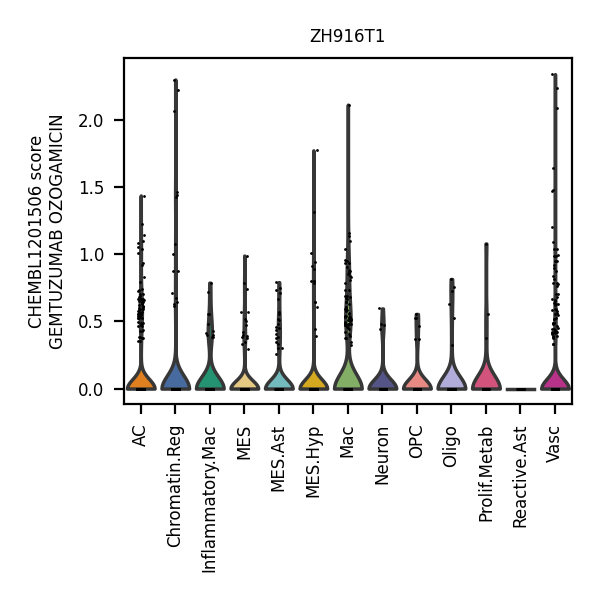 ZH916T1
CHEMBL1201506 score
GEMTUZUMAB OZOGAMICIN
2.0
1.5
1.0
0.5
0.0
AC
Chromatin.Reg
Inflammatory.Mac
MES
MES.Ast
MES.Hyp
Mac
Neuron
OPC
Oligo
Prolif.Metab
Reactive.Ast
Vasc